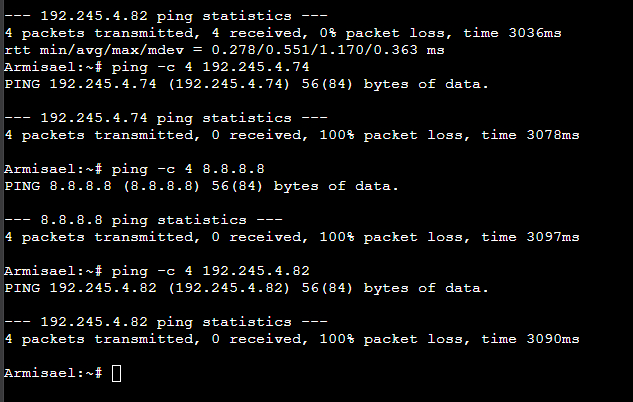 --- 192.245.4.82 ping statistics ---
4 packets transmitted, 4 received, 0% packet loss, time 3036ms
rtt min/avg/max/mdev = 0.278/0.551/1.170/0.363 ms
Armisael:~# ping -c 4 192.245.4.74
PING 192.245.4.74 (192.245.4.74) 56(84) bytes of data.
--- 192.245.4.74 ping statistics ---
4 packets transmitted, 0 received, 100% packet loss, time 3078ms
Armisael:~# ping -c 4 8.8.8.8
PING 8.8.8.8 (8.8.8.8) 56(84) bytes of data.
--- 8.8.8.8 ping statistics ---
4 packets transmitted, 0 received, 100% packet loss, time 3097ms
Armisael:~# ping -c 4 192.245.4.82
PING 192.245.4.82 (192.245.4.82) 56(84) bytes of data.
--- 192.245.4.82 ping statistics ---
4 packets transmitted, 0 received, 100% packet loss, time 3090ms
Armisael:~#